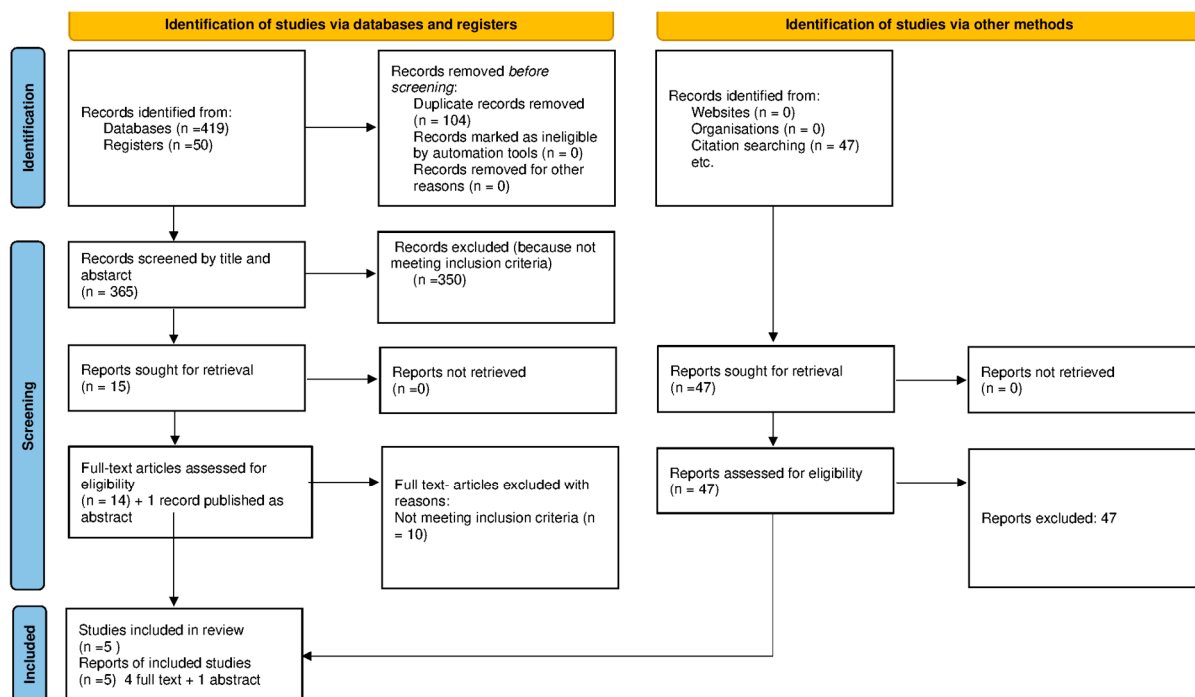 Identification of studies via databases and registers
Identification of studies via other methods
Identification
Records identified from:
Databases (n =419)
Registers (n =50)
Records removed before
screening:
Duplicate records removed
(n = 104)
Records marked as ineligible
by automation tools (n = 0)
Records removed for other
reasons (n = 0)
Records identified from:
Websites (n = 0)
Organisations (n = 0)
Citation searching (n = 47)
etc.
Screening
Records screened by title and
abstarct
(n = 365)
Records excluded (because not
meeting inclusion criteria)
(n =350)
Reports sought for retrieval
(n = 15)
Reports not retrieved
(n =0)
Reports sought for retrieval
(n =47)
Reports not retrieved
(n = 0)
Full-text articles assessed for
eligibility
(n = 14) + 1 record published as
abstract
Full text- articles excluded with
reasons:
Not meeting inclusion criteria (n
= 10)
Reports assessed for eligibility
(n = 47)
Reports excluded: 47
Included
Studies included in review
(n =5 )
Reports of included studies
(n =5) 4 full text + 1 abstract